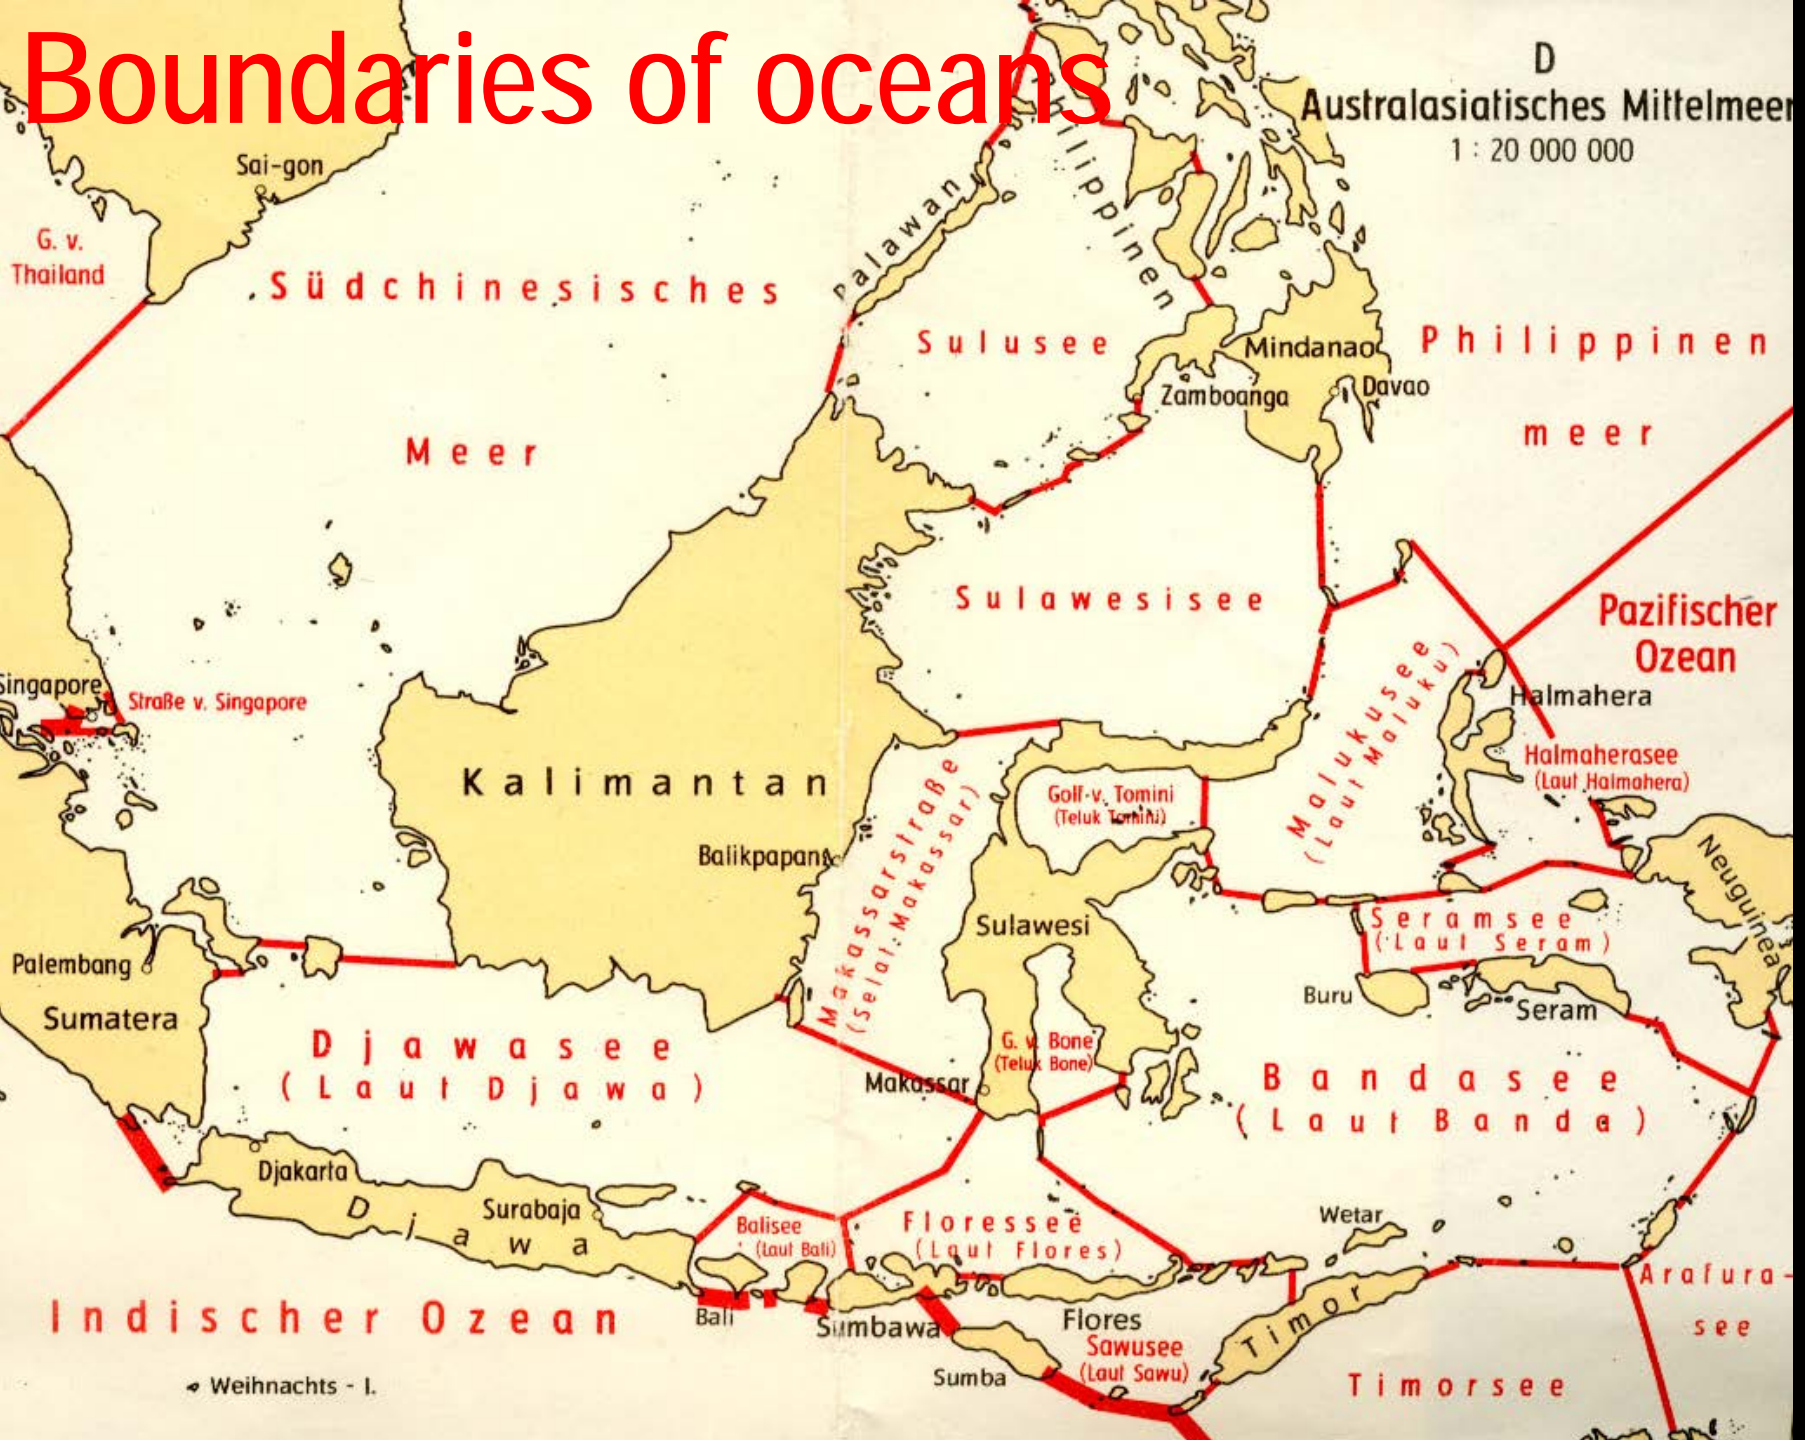 Boundaries of oceans
D
Australasiatisches Mittelmeer
1 : 20 000 000
Sai-gon
G. v.
Thailand
Südchinesisches
Meer
Palawan
Philippinen
Sulusee
Mindanao
Zamboanga
Davao
Philippinen
meer
Sulawesisee
Pazifischer
Ozean
Singapore
Straße v. Singapore
Malukusee
(Laut Maluku)
Halmahera
Halmaherasee
(Laut Halmahera)
Kalimantan
Balikpapan
Makassarstraße
(Selat. Makassar)
Golf v. Tomini
(Teluk Tomini)
Neuguinea
Sulawesi
Seramsee
(Laut Seram)
Palembang
Sumatera
Buru
Seram
Djawasee
(Laut Djawa)
G. v. Bone
(Teluk Bone)
Makassar
Bandasee
(Laut Banda)
Djakarta
Djawa
Surabaja
Balisee
(Laut Bali)
Floressee
(Laut Flores)
Wetar
Arafura-
see
Indischer Ozean
Bali
Sumbawa
Flores
Sawusee
(Laut Sawu)
Timor
Sumba
Timorsee
Weihnachts - I.